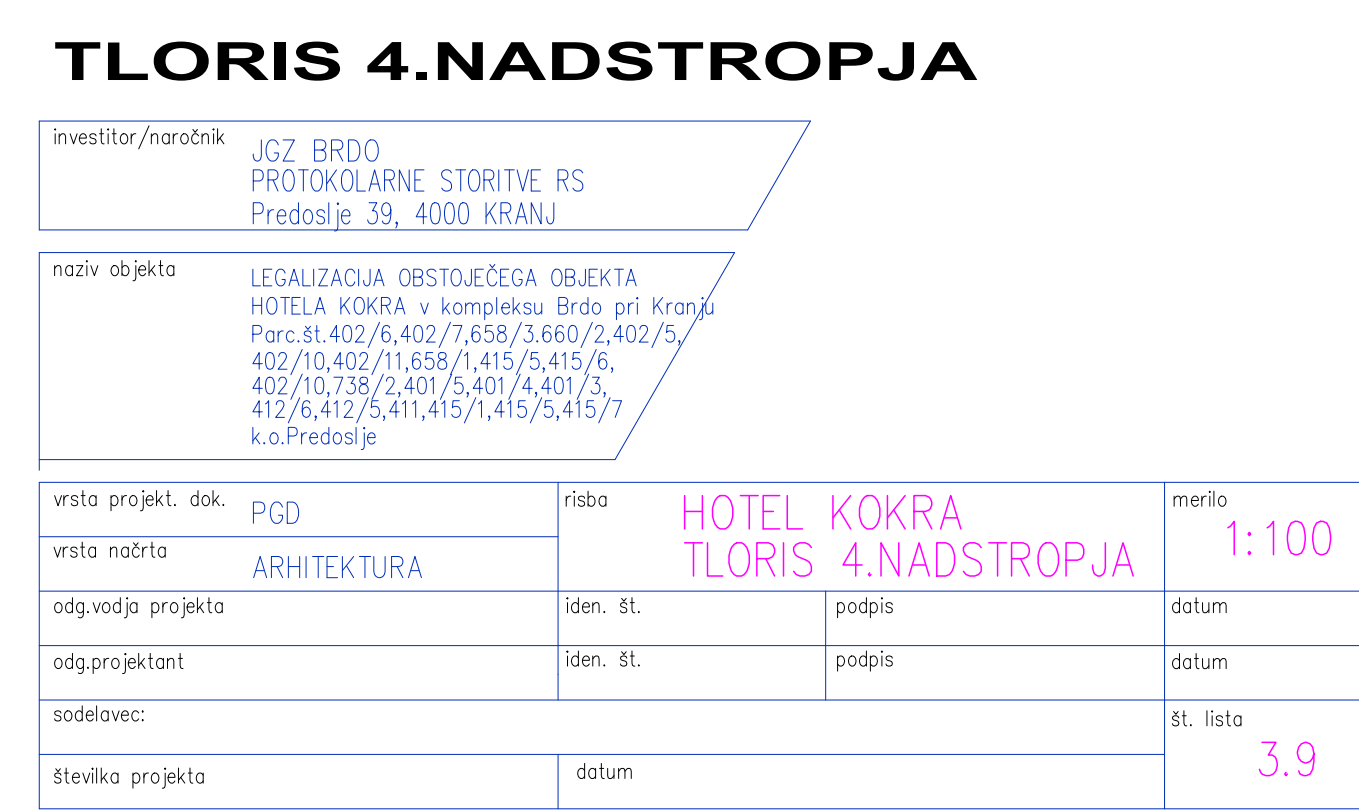 TLORIS 4.NADSTROPJA
investitor/naročnik
JGZ BRDO
PROTOKOLARNE STORITVE RS
Predoslje 39, 4000 KRANJ
naziv objekta
LEGALIZACIJA OBSTOJEČEGA OBJEKTA
HOTELA KOKRA v kompleksu Brdo pri Kranju
Parc.št.402/6,402/7,658/3.660/2,402/5,
402/10,402/11,658/1,415/5,415/6,
402/10,738/2,401/5,401/4,401/3,
412/6,412/5,411,415/1,415/5,415/7
k.o.Predoslje
vrsta projekt. dok.
PGD
risba
HOTEL KOKRA
TLORIS 4.NADSTROPJA
merilo
1:100
vrsta načrta
ARHITEKTURA
odg.vodja projekta
iden. št.
podpis
datum
odg.projektant
iden. št.
podpis
datum
sodelavec:
št. lista
3.9
številka projekta
datum